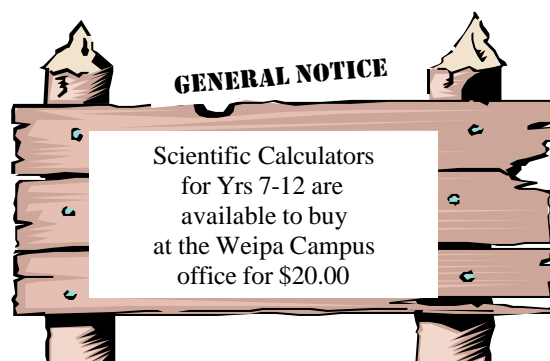 GENERAL NOTICE
Scientific Calculators
for Yrs 7-12 are
available to buy
at the Weipa Campus
office for $20.00